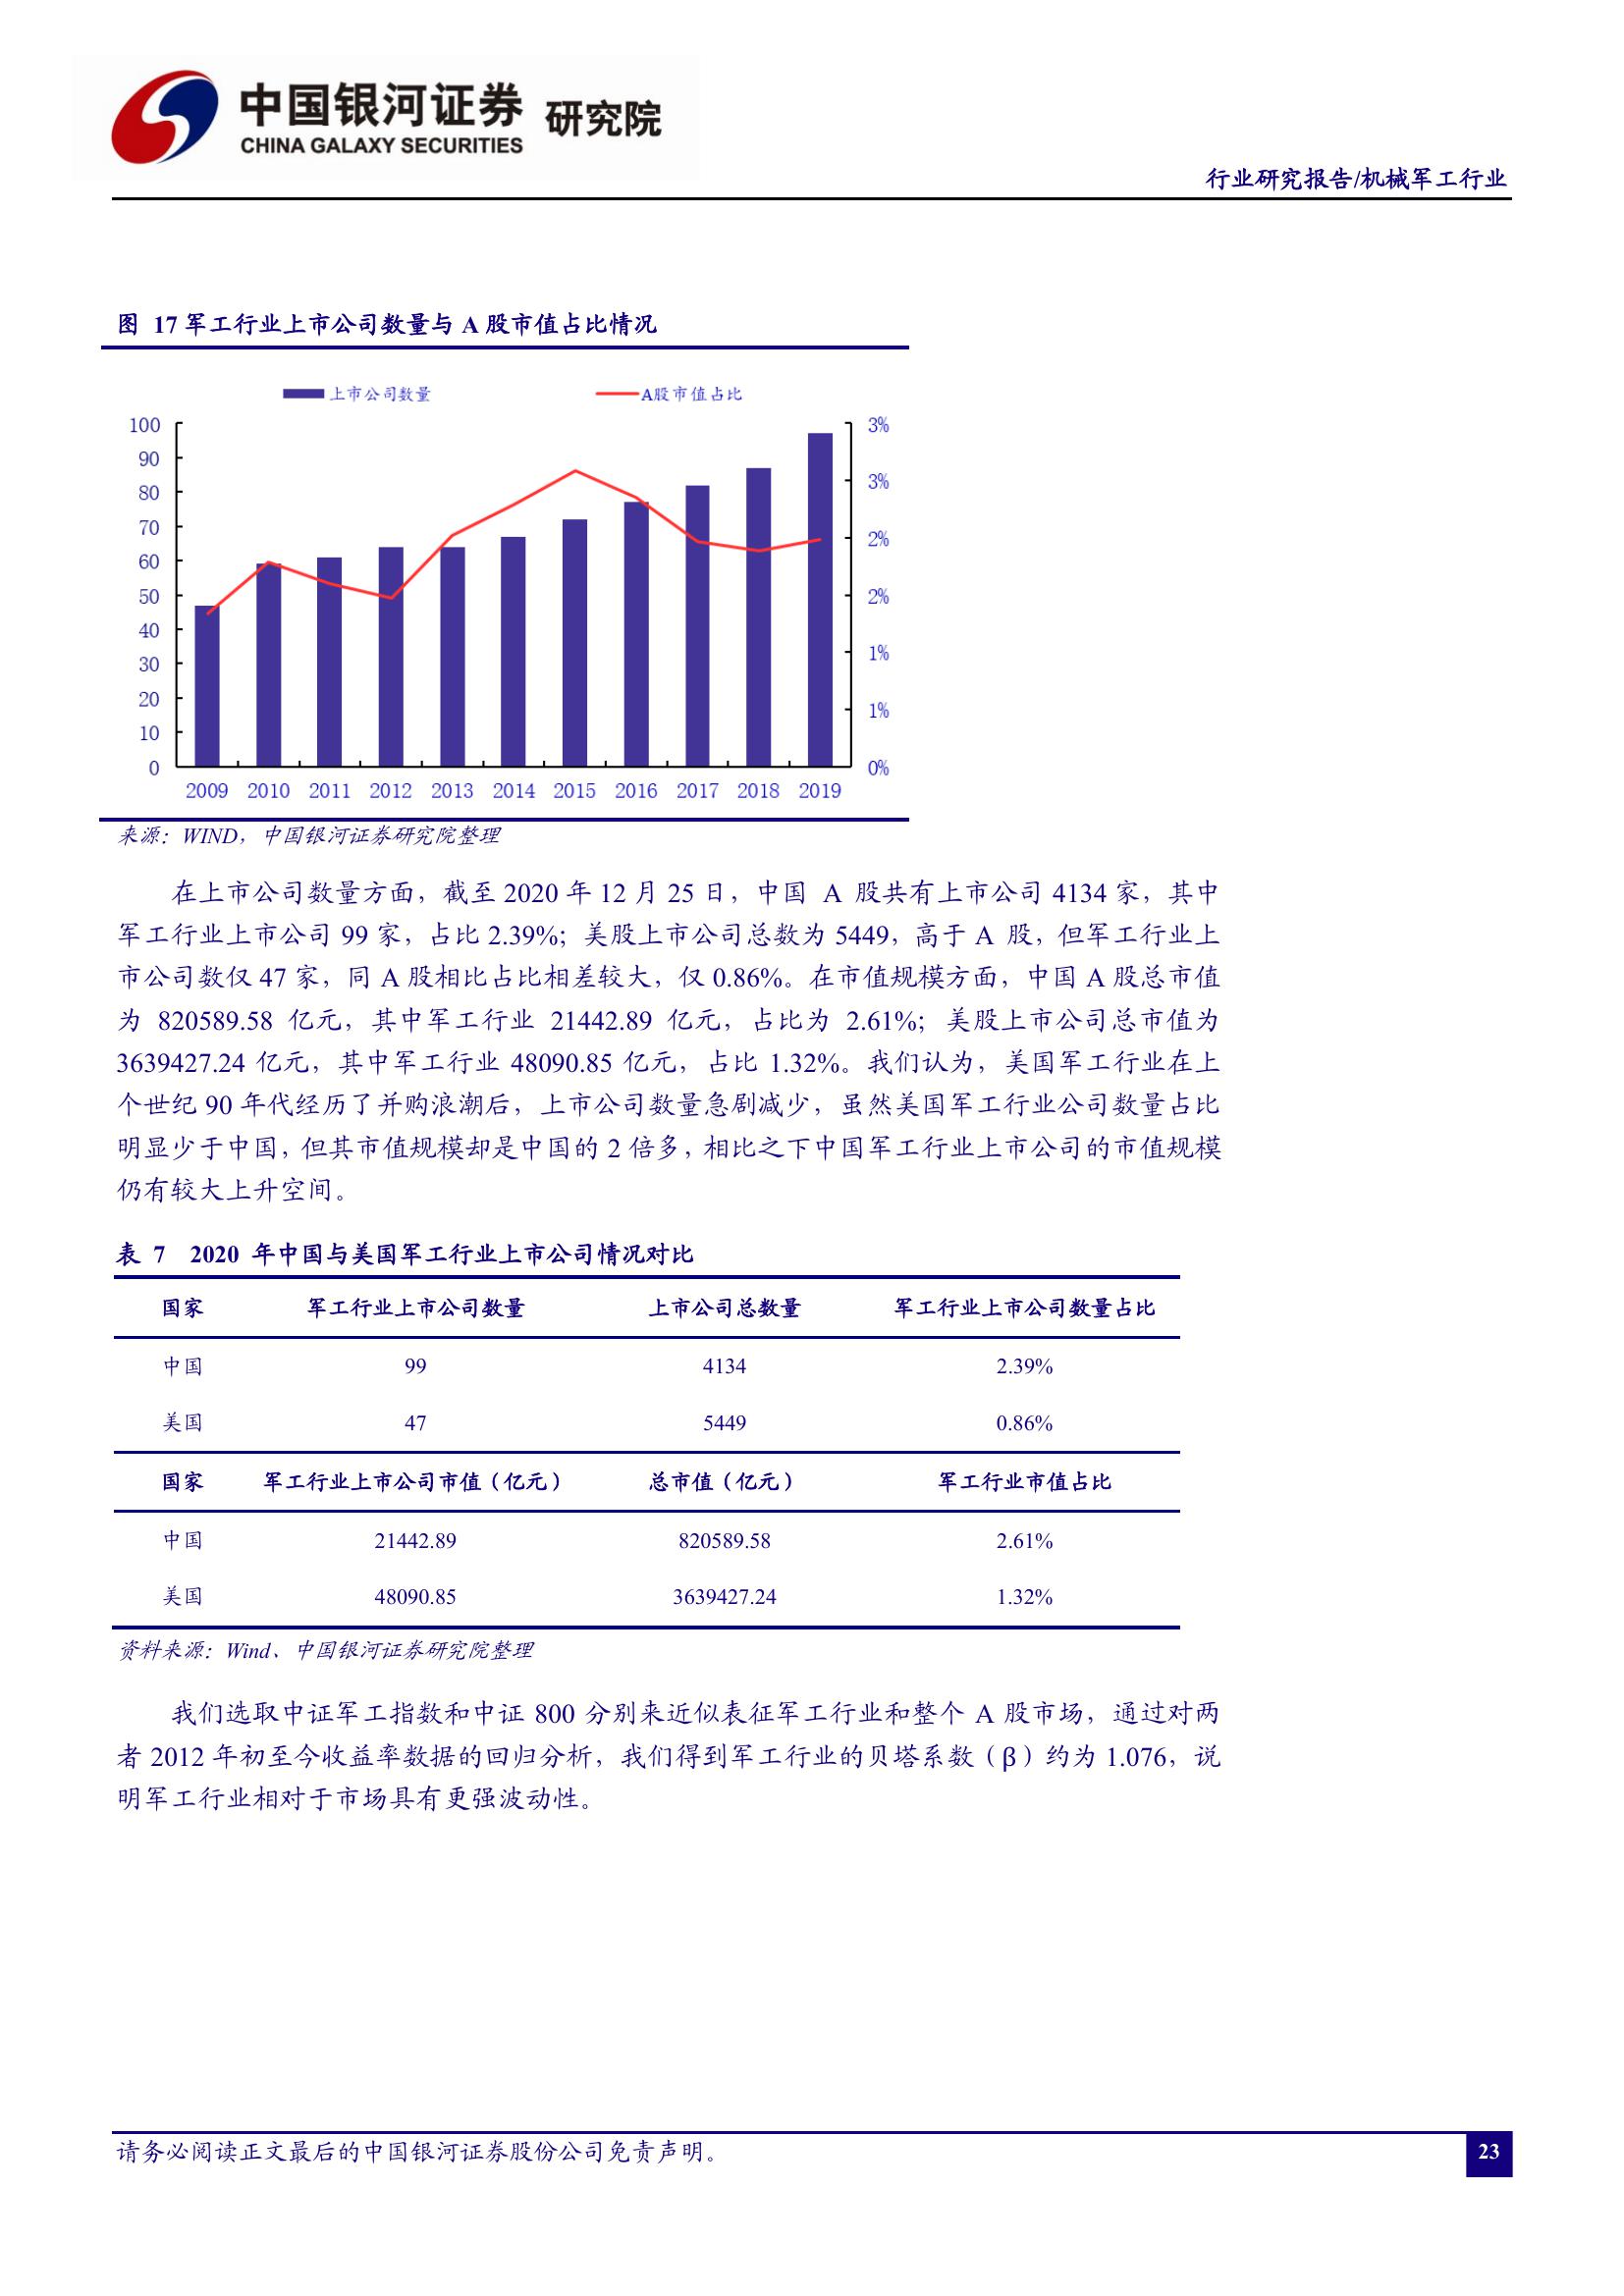 中国银河证券 研究院
CHINA GALAXY SECURITIES
行业研究报告/机械军工行业
图 17 军工行业上市公司数量与 A 股市值占比情况
上市公司数量 A股市值占比
100 3%
90
80 3%
70
60 2%
50 2%
40
30 1%
20 1%
10
0 0%
2009 2010 2011 2012 2013 2014 2015 2016 2017 2018 2019
来源：WIND，中国银河证券研究院整理
在上市公司数量方面，截至 2020 年 12 月 25 日，中国 A 股共有上市公司 4134 家，其中
军工行业上市公司 99 家，占比 2.39%；美股上市公司总数为 5449，高于 A 股，但军工行业上
市公司数仅 47 家，同 A 股相比占比相差较大，仅 0.86%。在市值规模方面，中国 A 股总市值
为 820589.58 亿元，其中军工行业 21442.89 亿元，占比为 2.61%；美股上市公司总市值为
3639427.24 亿元，其中军工行业 48090.85 亿元，占比 1.32%。我们认为，美国军工行业在上
个世纪 90 年代经历了并购浪潮后，上市公司数量急剧减少，虽然美国军工行业公司数量占比
明显少于中国，但其市值规模却是中国的 2 倍多，相比之下中国军工行业上市公司的市值规模
仍有较大上升空间。
表 7 2020 年中国与美国军工行业上市公司情况对比
国家 军工行业上市公司数量 上市公司总数量 军工行业上市公司数量占比
中国 99 4134 2.39%
美国 47 5449 0.86%
国家 军工行业上市公司市值（亿元） 总市值（亿元） 军工行业市值占比
中国 21442.89 820589.58 2.61%
美国 48090.85 3639427.24 1.32%
资料来源：Wind、中国银河证券研究院整理
我们选取中证军工指数和中证 800 分别来近似表征军工行业和整个 A 股市场，通过对两
者 2012 年初至今收益率数据的回归分析，我们得到军工行业的贝塔系数（β）约为 1.076，说
明军工行业相对于市场具有更强波动性。
请务必阅读正文最后的中国银河证券股份公司免责声明。
23